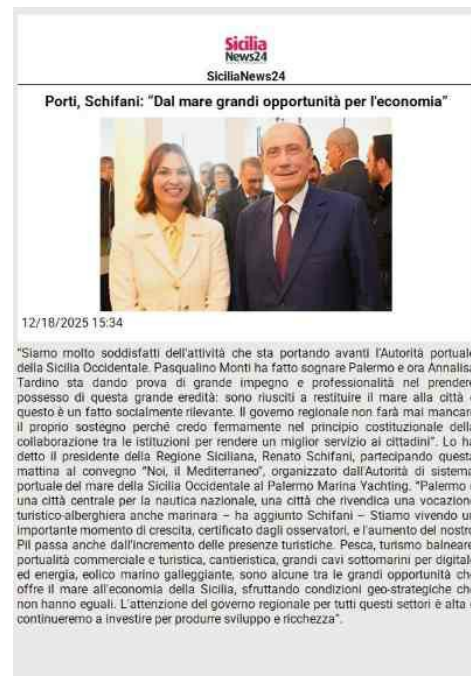 Sicilia
News24
SiciliaNews24
Porti, Schifani: “Dal mare grandi opportunità per l'economia”
12/18/2025 15:34
“Siamo molto soddisfatti dell'attività che sta portando avanti l'Autorità portuale
della Sicilia Occidentale. Pasqualino Monti ha fatto sognare Palermo e ora Annalisa
Tardino sta dando prova di grande impegno e professionalità nel prendere
possesso di questa grande eredità: sono riusciti a restituire il mare alla città
questo è un fatto socialmente rilevante. Il governo regionale non farà mai mancare
il proprio sostegno perché credo fermamente nel principio costituzionale della
collaborazione tra le istituzioni per rendere un miglior servizio ai cittadini”. Lo ha
detto il presidente della Regione Siciliana, Renato Schifani, partecipando questa
mattina al convegno “Noi, il Mediterraneo”, organizzato dall'Autorità di sistema
portuale del mare della Sicilia Occidentale al Palermo Marina Yachting. “Palermo
una città centrale per la nautica nazionale, una città che rivendica una vocazione
turistico-alberghiera anche marinara – ha aggiunto Schifani – Stiamo vivendo un
importante momento di crescita, certificato dagli osservatori, e l'aumento del nostro
Pil passa anche dall'incremento delle presenze turistiche. Pesca, turismo balneare
portualità commerciale e turistica, cantieristica, grandi cavi sottomarini per digitale
ed energia, eolico marino galleggiante, sono alcune tra le grandi opportunità che
offre il mare all'economia della Sicilia, sfruttando condizioni geo-strategiche che
non hanno eguali. L'attenzione del governo regionale per tutti questi settori è alta
continueremo a investire per produrre sviluppo e ricchezza”.